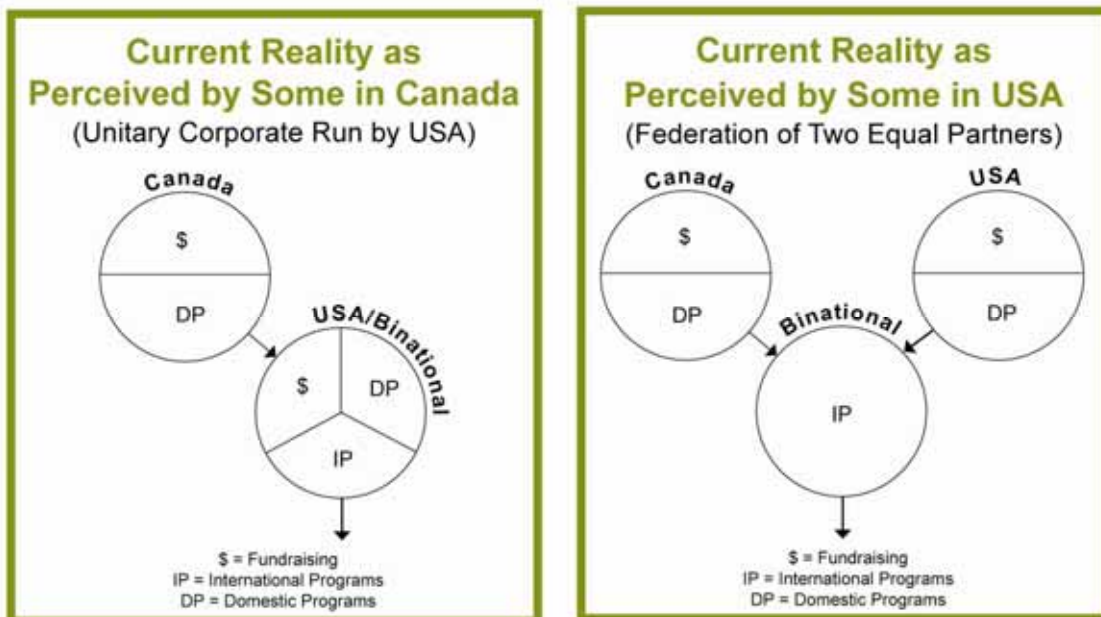 Current Reality as
Perceived by Some in Canada
(Unitary Corporate Run by USA)
Canada
$
DP
USA/Binational
$
DP
IP
$ = Fundraising
IP = International Programs
DP = Domestic Programs
Current Reality as
Perceived by Some in USA
(Federation of Two Equal Partners)
Canada
USA
$
$
DP
DP
Binational
IP
$ = Fundraising
IP = International Programs
DP = Domestic Programs